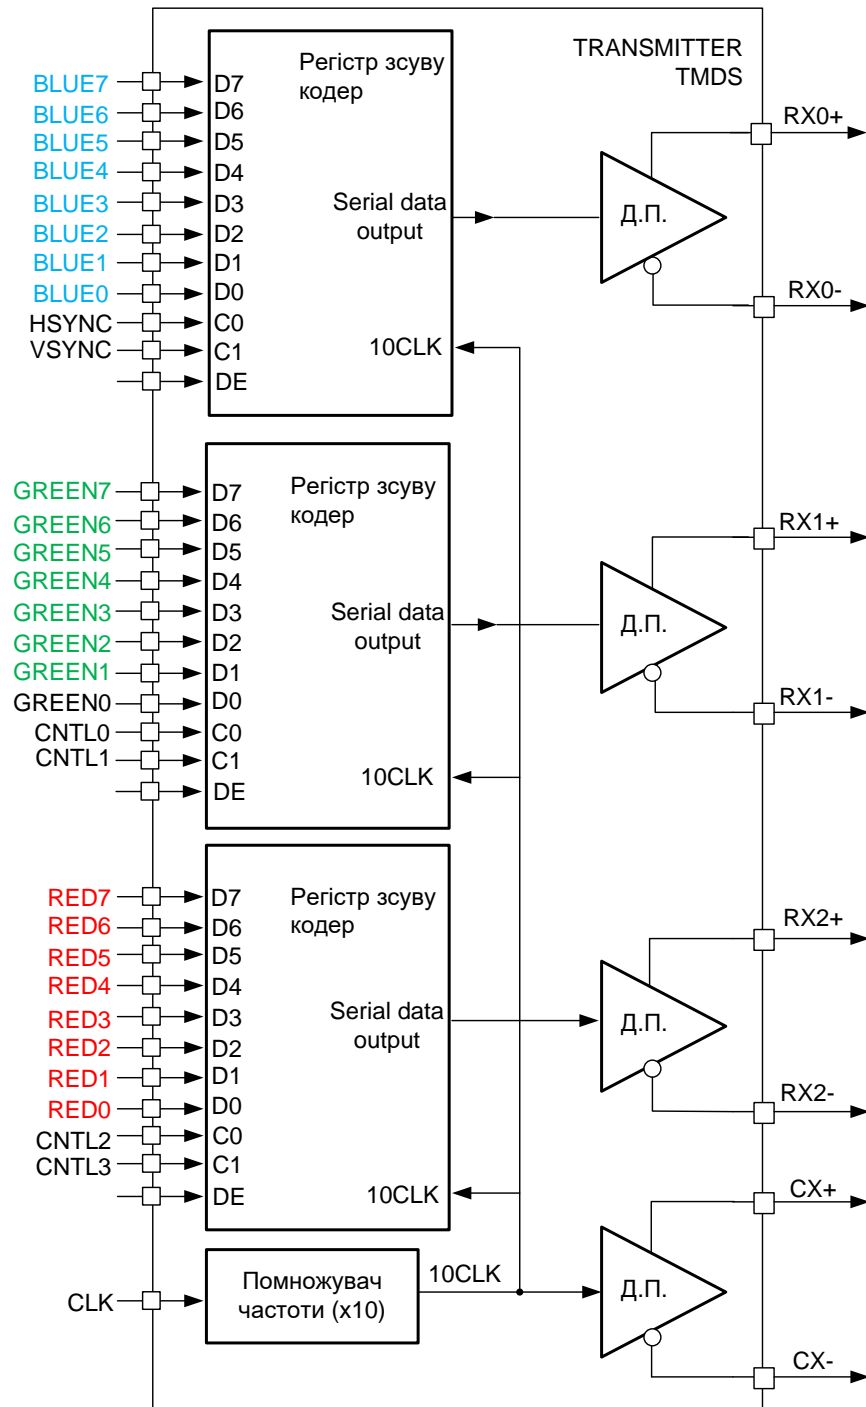 TRANSMITTER
TMDS
Регістр зсуву
кодер
BLUE7
D7
BLUE6
D6
BLUE5
D5
BLUE4
D4
BLUE3
D3
BLUE2
D2
BLUE1
D1
BLUE0
D0
HSYNC
C0
VSYNC
C1
DE
Serial data
output
10CLK
Д.П.
RX0+
RX0-
Регістр зсуву
кодер
GREEN7
D7
GREEN6
D6
GREEN5
D5
GREEN4
D4
GREEN3
D3
GREEN2
D2
GREEN1
D1
GREEN0
D0
CNTL0
C0
CNTL1
C1
DE
Serial data
output
10CLK
Д.П.
RX1+
RX1-
Регістр зсуву
кодер
RED7
D7
RED6
D6
RED5
D5
RED4
D4
RED3
D3
RED2
D2
RED1
D1
RED0
D0
CNTL2
C0
CNTL3
C1
DE
Serial data
output
10CLK
Д.П.
RX2+
RX2-
CLK
Помножувач
частоти (x10)
10CLK
Д.П.
CX+
CX-